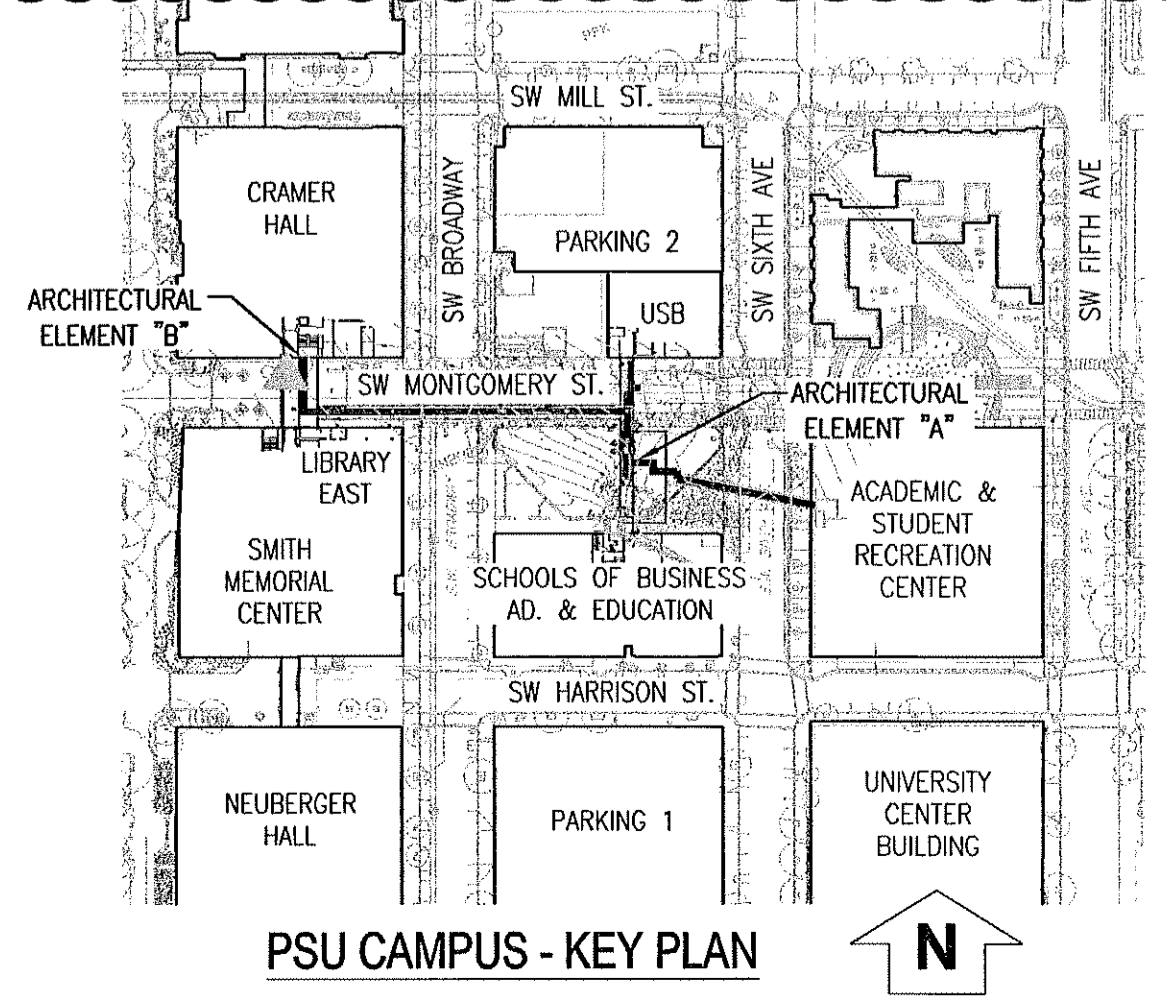 PRK
SW MILL ST.
CRAMER
HALL
SW BROADWAY
PARKING 2
SW SIXTH AVE
SW FIFTH AVE
ARCHITECTURAL
ELEMENT "B"
USB
SW MONTGOMERY ST.
ARCHITECTURAL
ELEMENT "A"
LIBRARY
EAST
ACADEMIC &
STUDENT
RECREATION
CENTER
SMITH
MEMORIAL
CENTER
SCHOOLS OF BUSINESS
AD. & EDUCATION
SW HARRISON ST.
NEUBERGER
HALL
PARKING 1
UNIVERSITY
CENTER
BUILDING
PSU CAMPUS - KEY PLAN
N